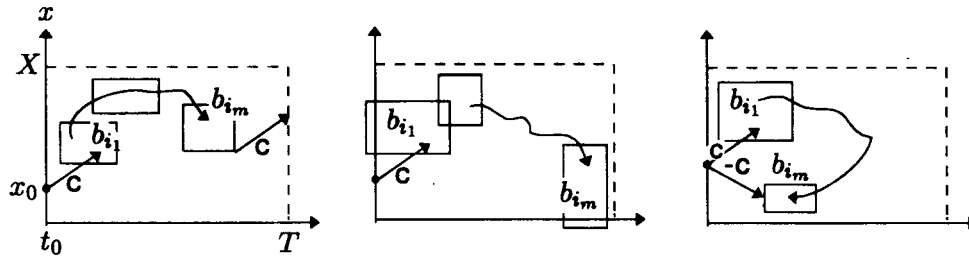 x
X
b_{i_1}
b_{i_m}
c
c
x_0
t_0
T
b_{i_1}
c
b_{i_m}
b_{i_1}
c
-c
b_{i_m}